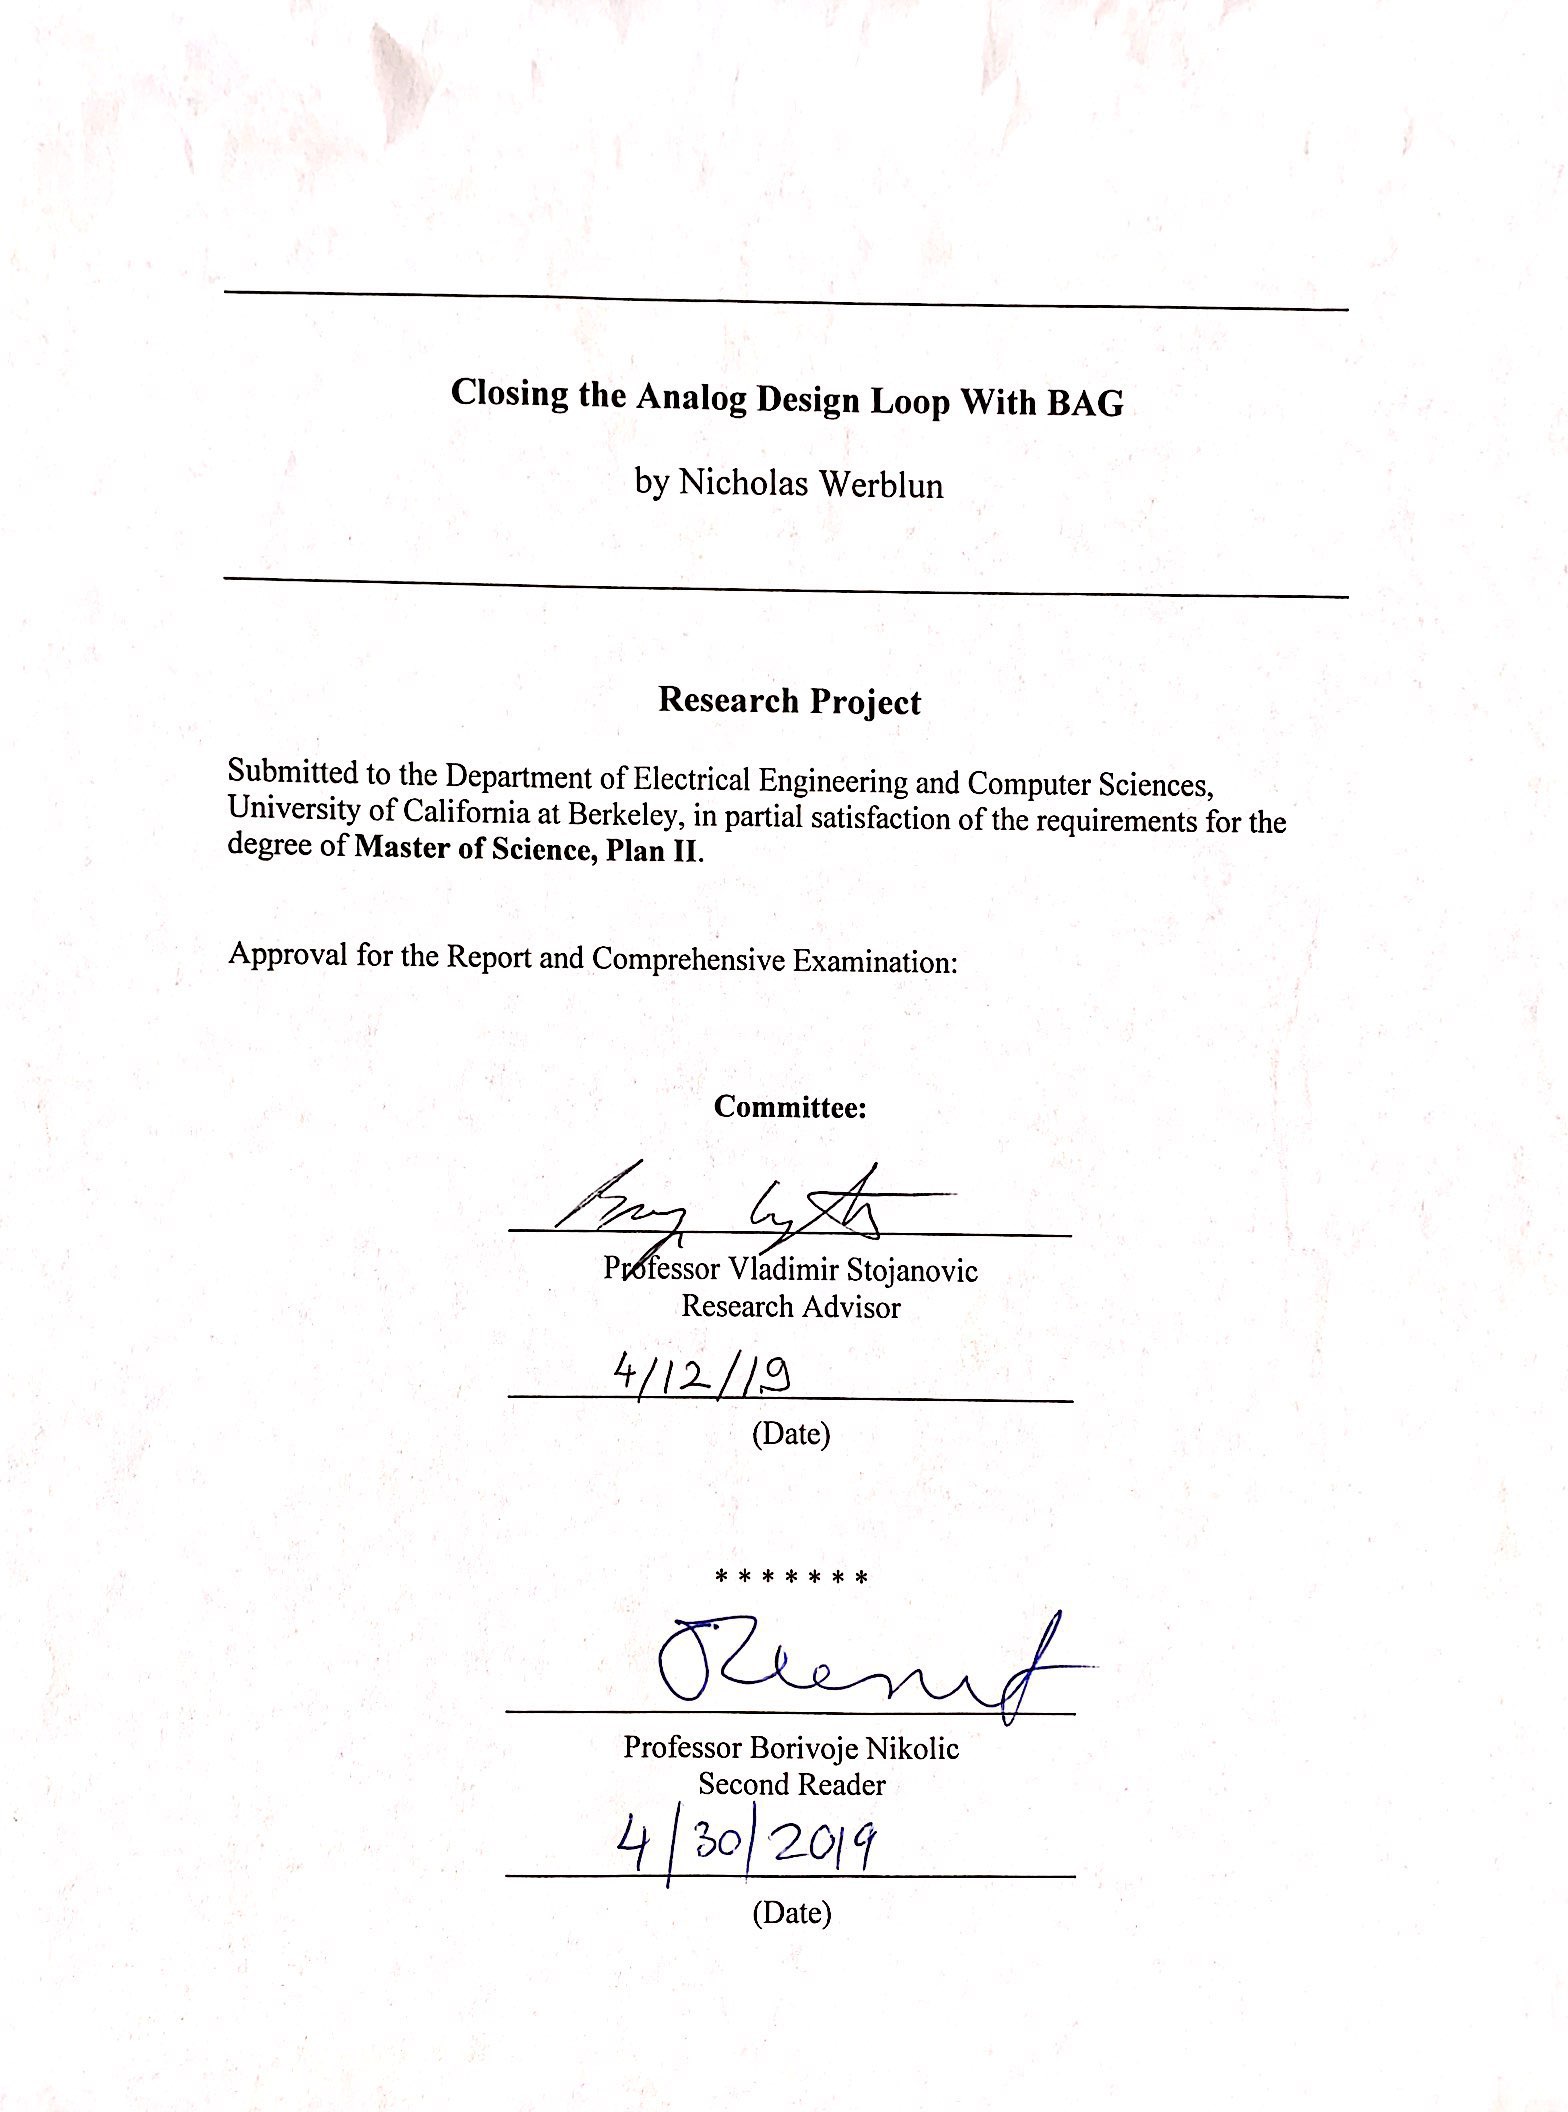 Closing the Analog Design Loop With BAG
by Nicholas Werblun
Research Project
Submitted to the Department of Electrical Engineering and Computer Sciences,
University of California at Berkeley, in partial satisfaction of the requirements for the
degree of Master of Science, Plan II.
Approval for the Report and Comprehensive Examination:
Committee:
Professor Vladimir Stojanovic
Research Advisor
4/12/19
(Date)
* * * * * * *
Professor Borivoje Nikolic
Second Reader
4/30/2019
(Date)